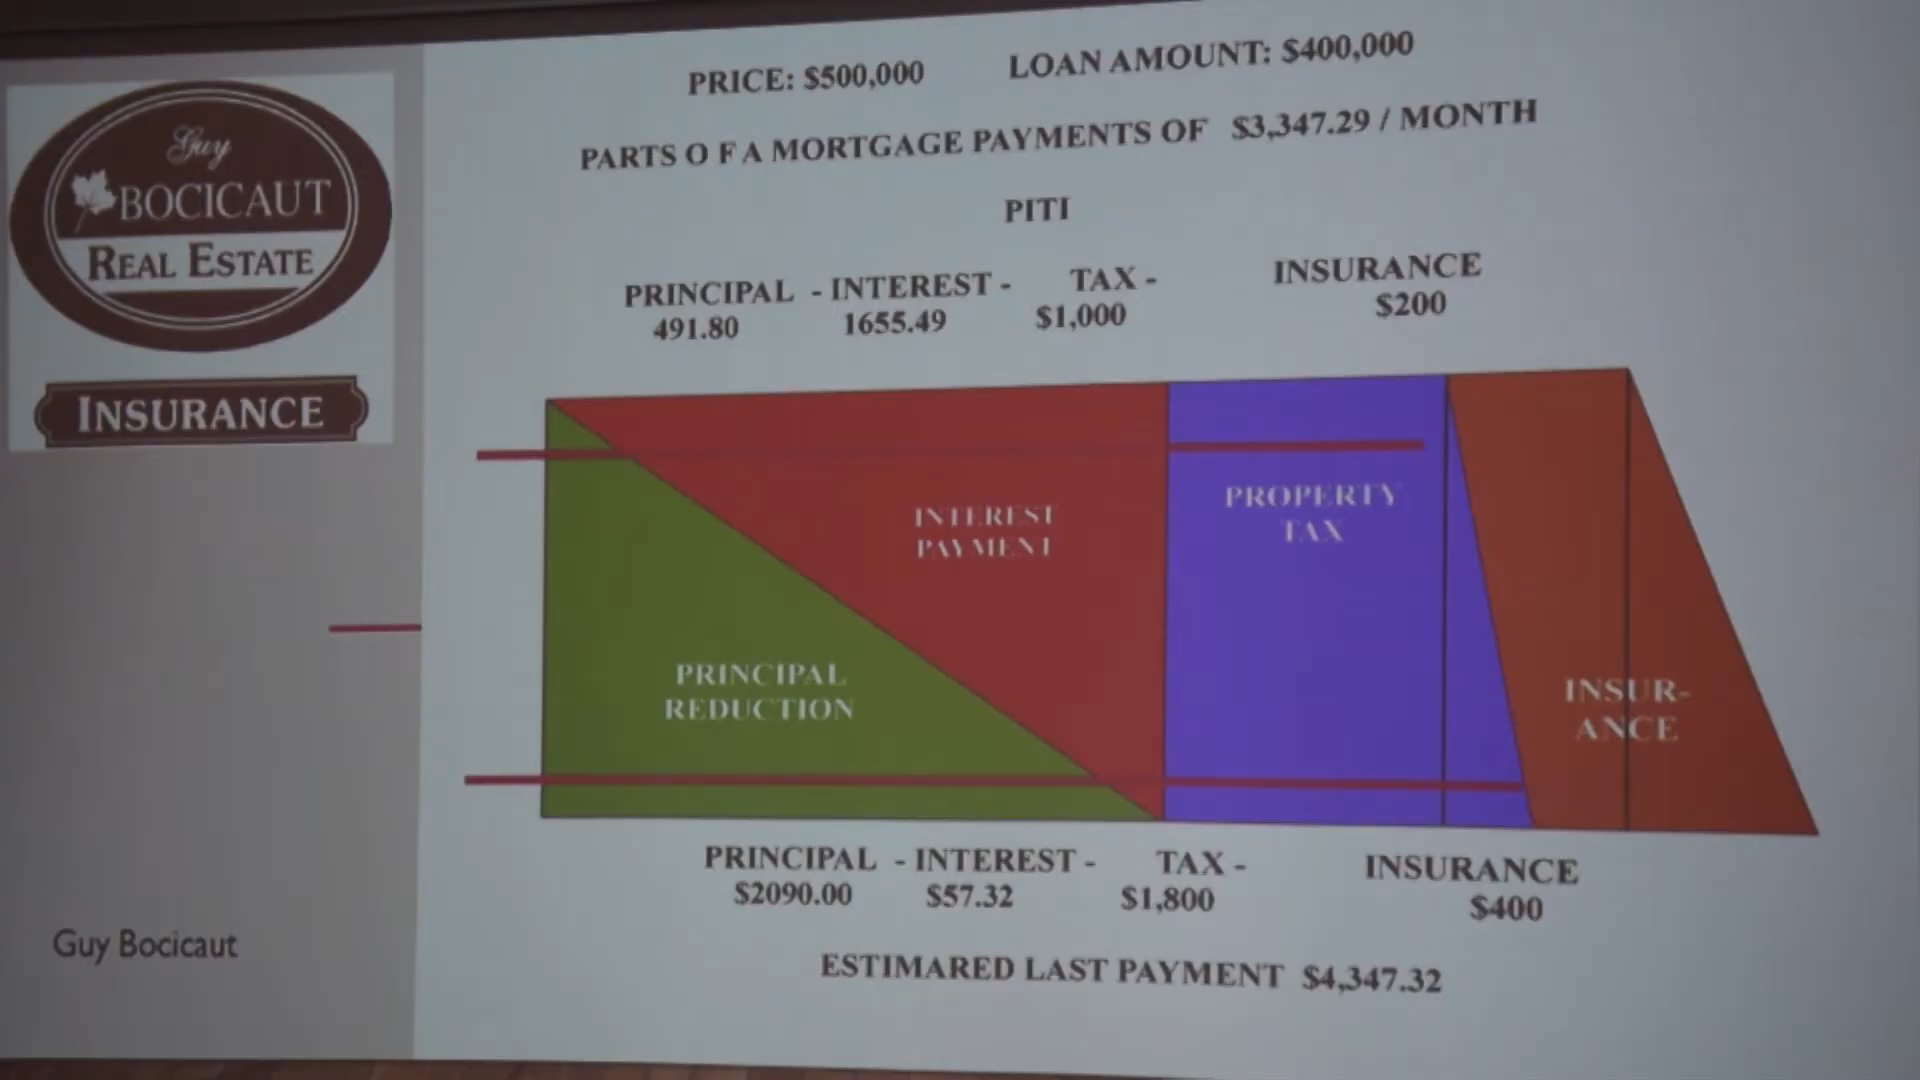 Guy
BOCICAUT
REAL ESTATE
INSURANCE
Guy Bocicaut
PRICE: $500,000 LOAN AMOUNT: $400,000
PARTS O F A MORTGAGE PAYMENTS OF $3,347.29 / MONTH
PITI
PRINCIPAL - INTEREST - TAX - INSURANCE
491.80 1655.49 $1,000 $200
INTEREST
PAYMENT
PROPERTY
TAX
PRINCIPAL
REDUCTION
INSUR-
ANCE
PRINCIPAL - INTEREST - TAX - INSURANCE
$2090.00 $57.32 $1,800 $400
ESTIMARED LAST PAYMENT $4,347.32